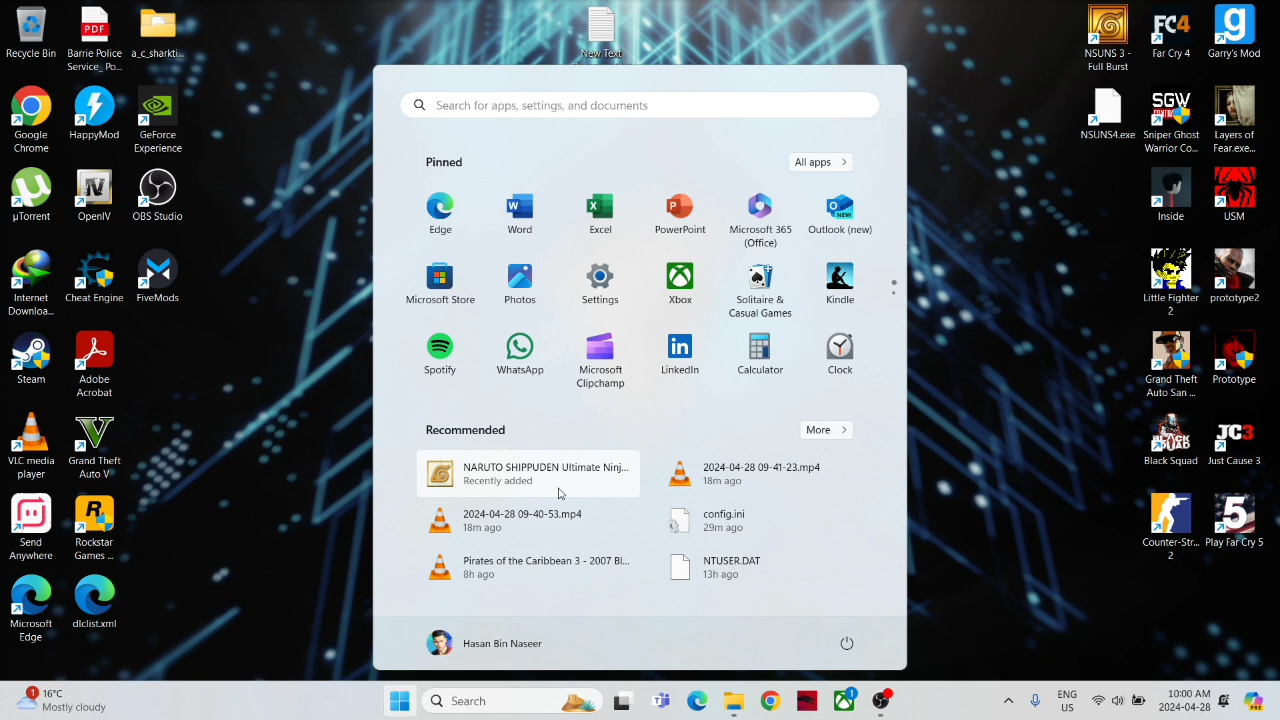 Recycle Bin
Barrie Police
Service_ Po...
a_c_sharkti...
Google
Chrome
HappyMod
GeForce
Experience
µTorrent
OpenIV
OBS Studio
Internet
Downloa...
Cheat Engine
FiveMods
Steam
Adobe
Acrobat
VLC media
player
Grand Theft
Auto V
Send
Anywhere
Rockstar
Games ...
Microsoft
Edge
dlclist.xml
New Text
Search for apps, settings, and documents
Pinned
All apps
Edge
Word
Excel
PowerPoint
Microsoft 365
(Office)
Outlook (new)
Microsoft Store
Photos
Settings
Xbox
Solitaire &
Casual Games
Kindle
Spotify
WhatsApp
Microsoft
Clipchamp
LinkedIn
Calculator
Clock
Recommended
More
NARUTO SHIPPUDEN Ultimate Ninj...
Recently added
2024-04-28 09-41-23.mp4
18m ago
2024-04-28 09-40-53.mp4
18m ago
config.ini
29m ago
Pirates of the Caribbean 3 - 2007 Bl...
8h ago
NTUSER.DAT
13h ago
Hasan Bin Naseer
NSUNS 3 -
Full Burst
FC4
Far Cry 4
Garry's Mod
NSUNS4.exe
SGW
Sniper Ghost
Warrior Co...
Layers of
Fear.exe...
Inside
USM
Little Fighter
2
prototype2
Grand Theft
Auto San ...
Prototype
Black Squad
JC3
Just Cause 3
Counter-Str...
2
Play Far Cry 5
1
16°C
Mostly cloudy
Search
1
ENG
US
10:00 AM
2024-04-28